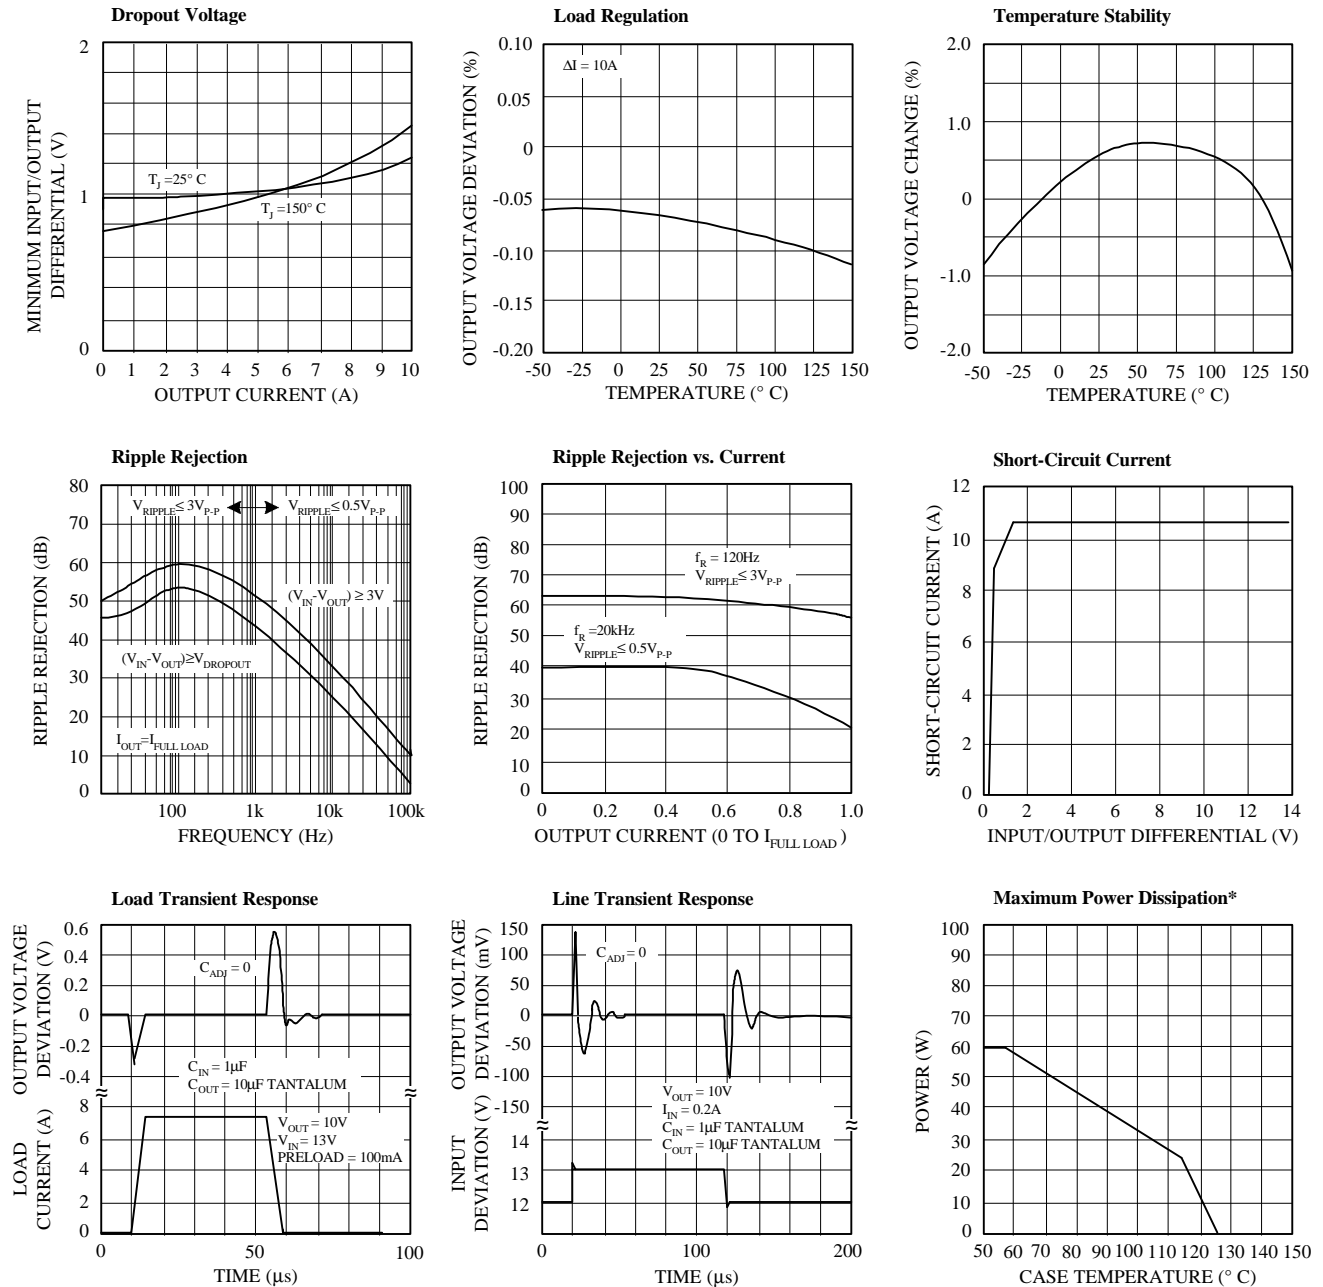 Dropout Voltage
MINIMUM INPUT/OUTPUT
DIFFERENTIAL (V)
2
1
0
T_J =25° C
T_J =150° C
0 1 2 3 4 5 6 7 8 9 10
OUTPUT CURRENT (A)
Load Regulation
OUTPUT VOLTAGE DEVIATION (%)
0.10
0.05
0
-0.05
-0.10
-0.15
-0.20
ΔI = 10A
-50 -25 0 25 50 75 100 125 150
TEMPERATURE (° C)
Temperature Stability
OUTPUT VOLTAGE CHANGE (%)
2.0
1.0
0
-1.0
-2.0
-50 -25 0 25 50 75 100 125 150
TEMPERATURE (° C)
Ripple Rejection
RIPPLE REJECTION (dB)
80
70
60
50
40
30
20
10
0
V_RIPPLE ≤ 3V_P-P
V_RIPPLE ≤ 0.5V_P-P
(V_IN-V_OUT) ≥ 3V
(V_IN-V_OUT)≥V_DROPOUT
I_OUT=I_FULL LOAD
100 1k 10k 100k
FREQUENCY (Hz)
Ripple Rejection vs. Current
RIPPLE REJECTION (dB)
100
90
80
70
60
50
40
30
20
10
0
f_R = 120Hz
V_RIPPLE ≤ 3V_P-P
f_R =20kHz
V_RIPPLE ≤ 0.5V_P-P
0 0.2 0.4 0.6 0.8 1.0
OUTPUT CURRENT (0 TO I_FULL LOAD )
Short-Circuit Current
SHORT-CIRCUIT CURRENT (A)
12
10
8
6
4
2
0
0 2 4 6 8 10 12 14
INPUT/OUTPUT DIFFERENTIAL (V)
Load Transient Response
OUTPUT VOLTAGE
DEVIATION (V)
0.6
0.4
0.2
0
-0.2
-0.4
C_ADJ = 0
C_IN = 1µF
C_OUT = 10µF TANTALUM
LOAD
CURRENT (A)
8
6
4
2
0
V_OUT = 10V
V_IN = 13V
PRELOAD = 100mA
0 50 100
TIME (µs)
Line Transient Response
OUTPUT VOLTAGE
DEVIATION (mV)
150
100
50
0
-50
-100
-150
C_ADJ = 0
V_OUT = 10V
I_IN = 0.2A
C_IN = 1µF TANTALUM
C_OUT = 10µF TANTALUM
INPUT
DEVIATION (V)
14
13
12
0 100 200
TIME (µs)
Maximum Power Dissipation*
POWER (W)
100
90
80
70
60
50
40
30
20
10
0
50 60 70 80 90 100 110 120 130 140 150
CASE TEMPERATURE (° C)